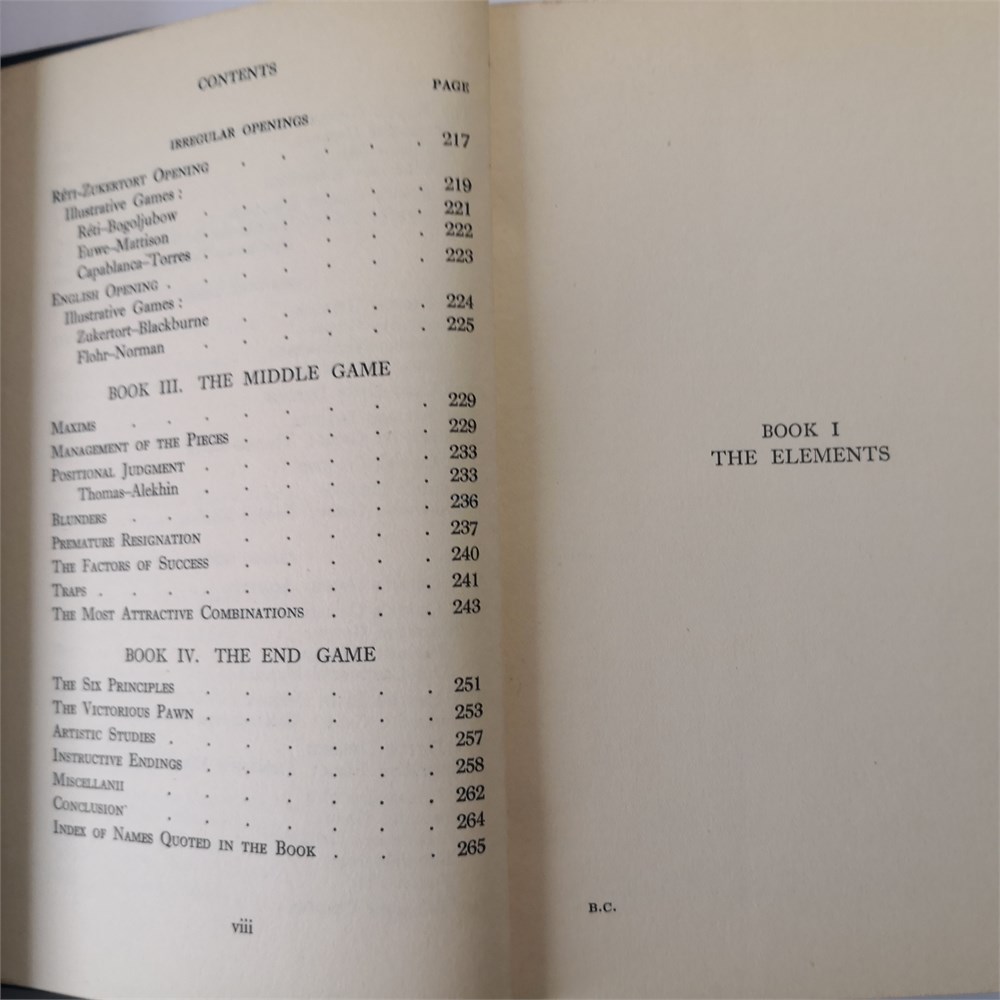 CONTENTS
PAGE
IRREGULAR OPENINGS
RÉTI-ZUKERTORT OPENING . . . . . 217
Illustrative Games :
Réti–Bogoljubow . . . . . . 219
Euwe–Mattison . . . . . . 221
Capablanca–Torres . . . . . . 222
ENGLISH OPENING . . . . . . . 223
Illustrative Games :
Zukertort–Blackburne . . . . . 224
Flohr–Norman . . . . . . 225
BOOK III. THE MIDDLE GAME
MAXIMS . . . . . . . . 229
MANAGEMENT OF THE PIECES . . . . . 229
POSITIONAL JUDGMENT . . . . . . 233
Thomas–Alekhin . . . . . . 233
BLUNDERS . . . . . . . . 236
PREMATURE RESIGNATION . . . . . 237
THE FACTORS OF SUCCESS . . . . . 240
TRAPS . . . . . . . . . 241
THE MOST ATTRACTIVE COMBINATIONS . . . 243
BOOK IV. THE END GAME
THE SIX PRINCIPLES . . . . . . 251
THE VICTORIOUS PAWN . . . . . . 253
ARTISTIC STUDIES . . . . . . . 257
INSTRUCTIVE ENDINGS . . . . . . 258
MISCELLANII . . . . . . . 262
CONCLUSION . . . . . . . 264
INDEX OF NAMES QUOTED IN THE BOOK . . . 265
viii
BOOK I
THE ELEMENTS
B.C.